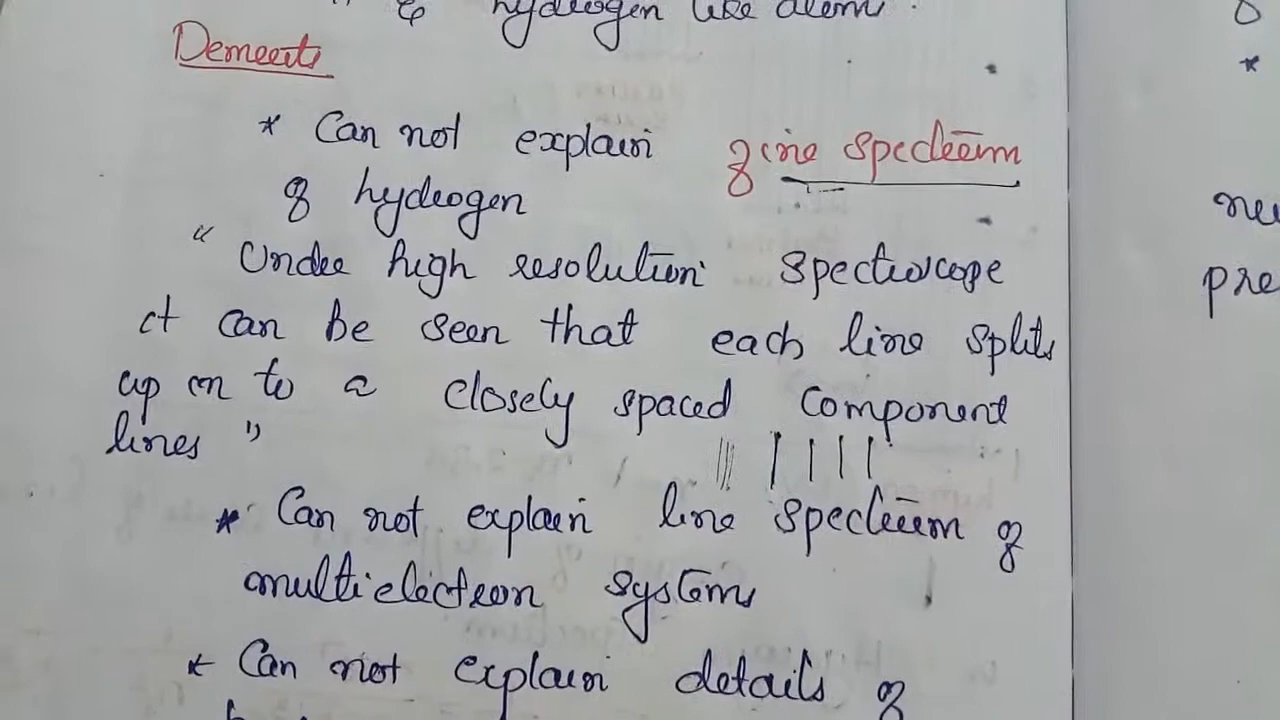 hydrogen like atom.
Demerits
* Can not explain fine spectrum
of hydrogen
" Under high resolution spectroscope
it can be seen that each line splits
up in to a closely spaced component
lines "
* Can not explain line spectrum of
multielectron system
* Can not explain details of
*
pre